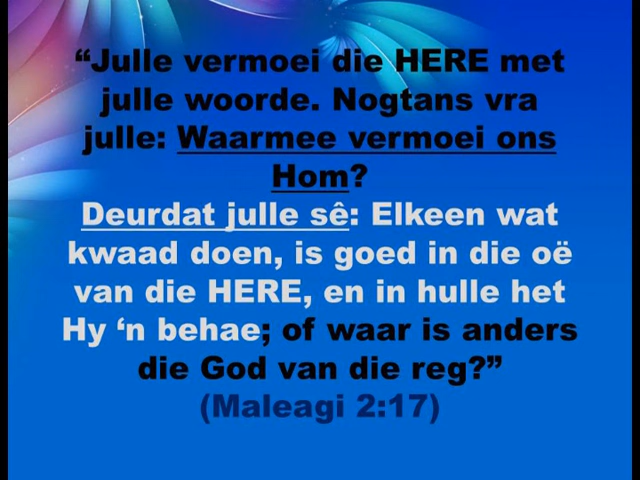 “Julle vermoei die HERE met
julle woorde. Nogtans vra
julle: Waarmee vermoei ons
Hom?
Deurdat julle sê: Elkeen wat
kwaad doen, is goed in die oë
van die HERE, en in hulle het
Hy ‘n behae; of waar is anders
die God van die reg?”
(Maleagi 2:17)